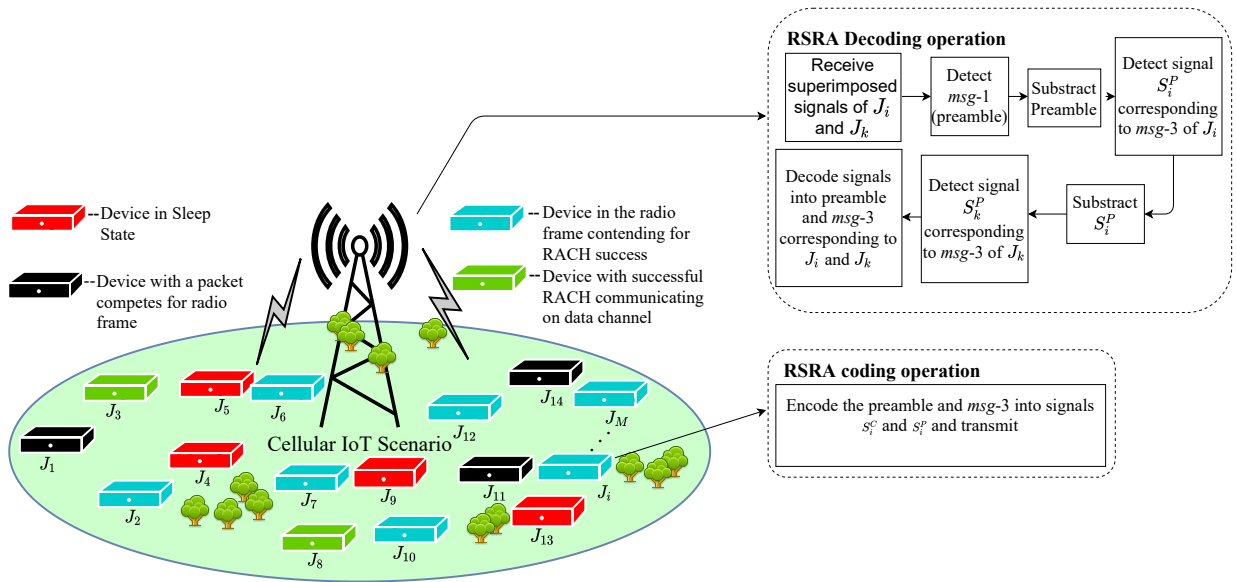 RSRA Decoding operation
Receive
superimposed
signals of J_i
and J_k
Detect
msg-1
(preamble)
Substract
Preamble
Detect signal
S_i^P
corresponding
to msg-3 of J_i
Substract
S_i^P
Detect signal
S_k^P
corresponding
to msg-3 of J_k
Decode signals
into preamble
and msg-3
corresponding to
J_i and J_k
--Device in Sleep
State
--Device with a packet
competes for radio
frame
--Device in the radio
frame contending for
RACH success
--Device with successful
RACH communicating
on data channel
RSRA coding operation
Encode the preamble and msg-3 into signals
S_i^C and S_i^P and transmit
J_3
J_5
J_6
J_14
J_M
J_12
Cellular IoT Scenario
J_1
J_4
J_7
J_9
J_11
J_i
J_2
J_8
J_10
J_13